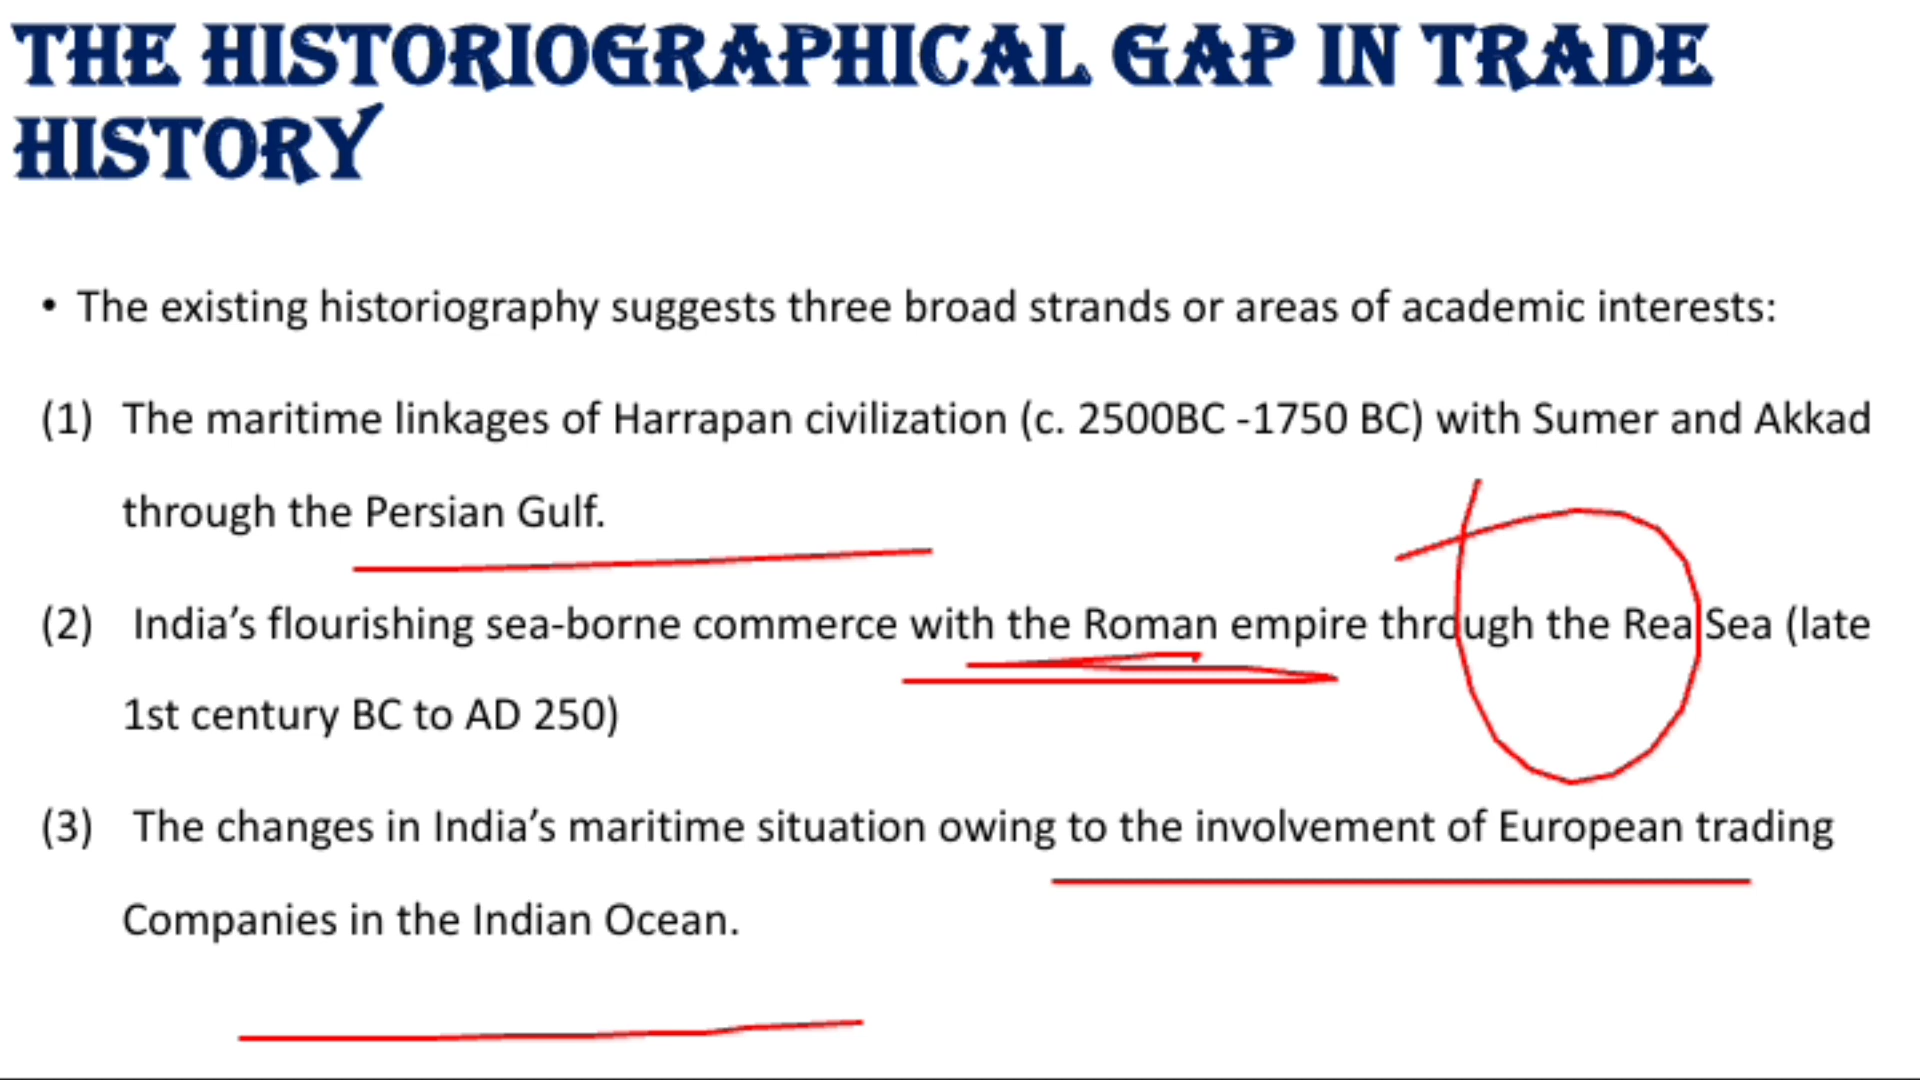 THE HISTORIOGRAPHICAL GAP IN TRADE
HISTORY
• The existing historiography suggests three broad strands or areas of academic interests:
(1) The maritime linkages of Harrapan civilization (c. 2500BC -1750 BC) with Sumer and Akkad
through the Persian Gulf.
(2) India’s flourishing sea-borne commerce with the Roman empire through the Rea Sea (late
1st century BC to AD 250)
(3) The changes in India’s maritime situation owing to the involvement of European trading
Companies in the Indian Ocean.